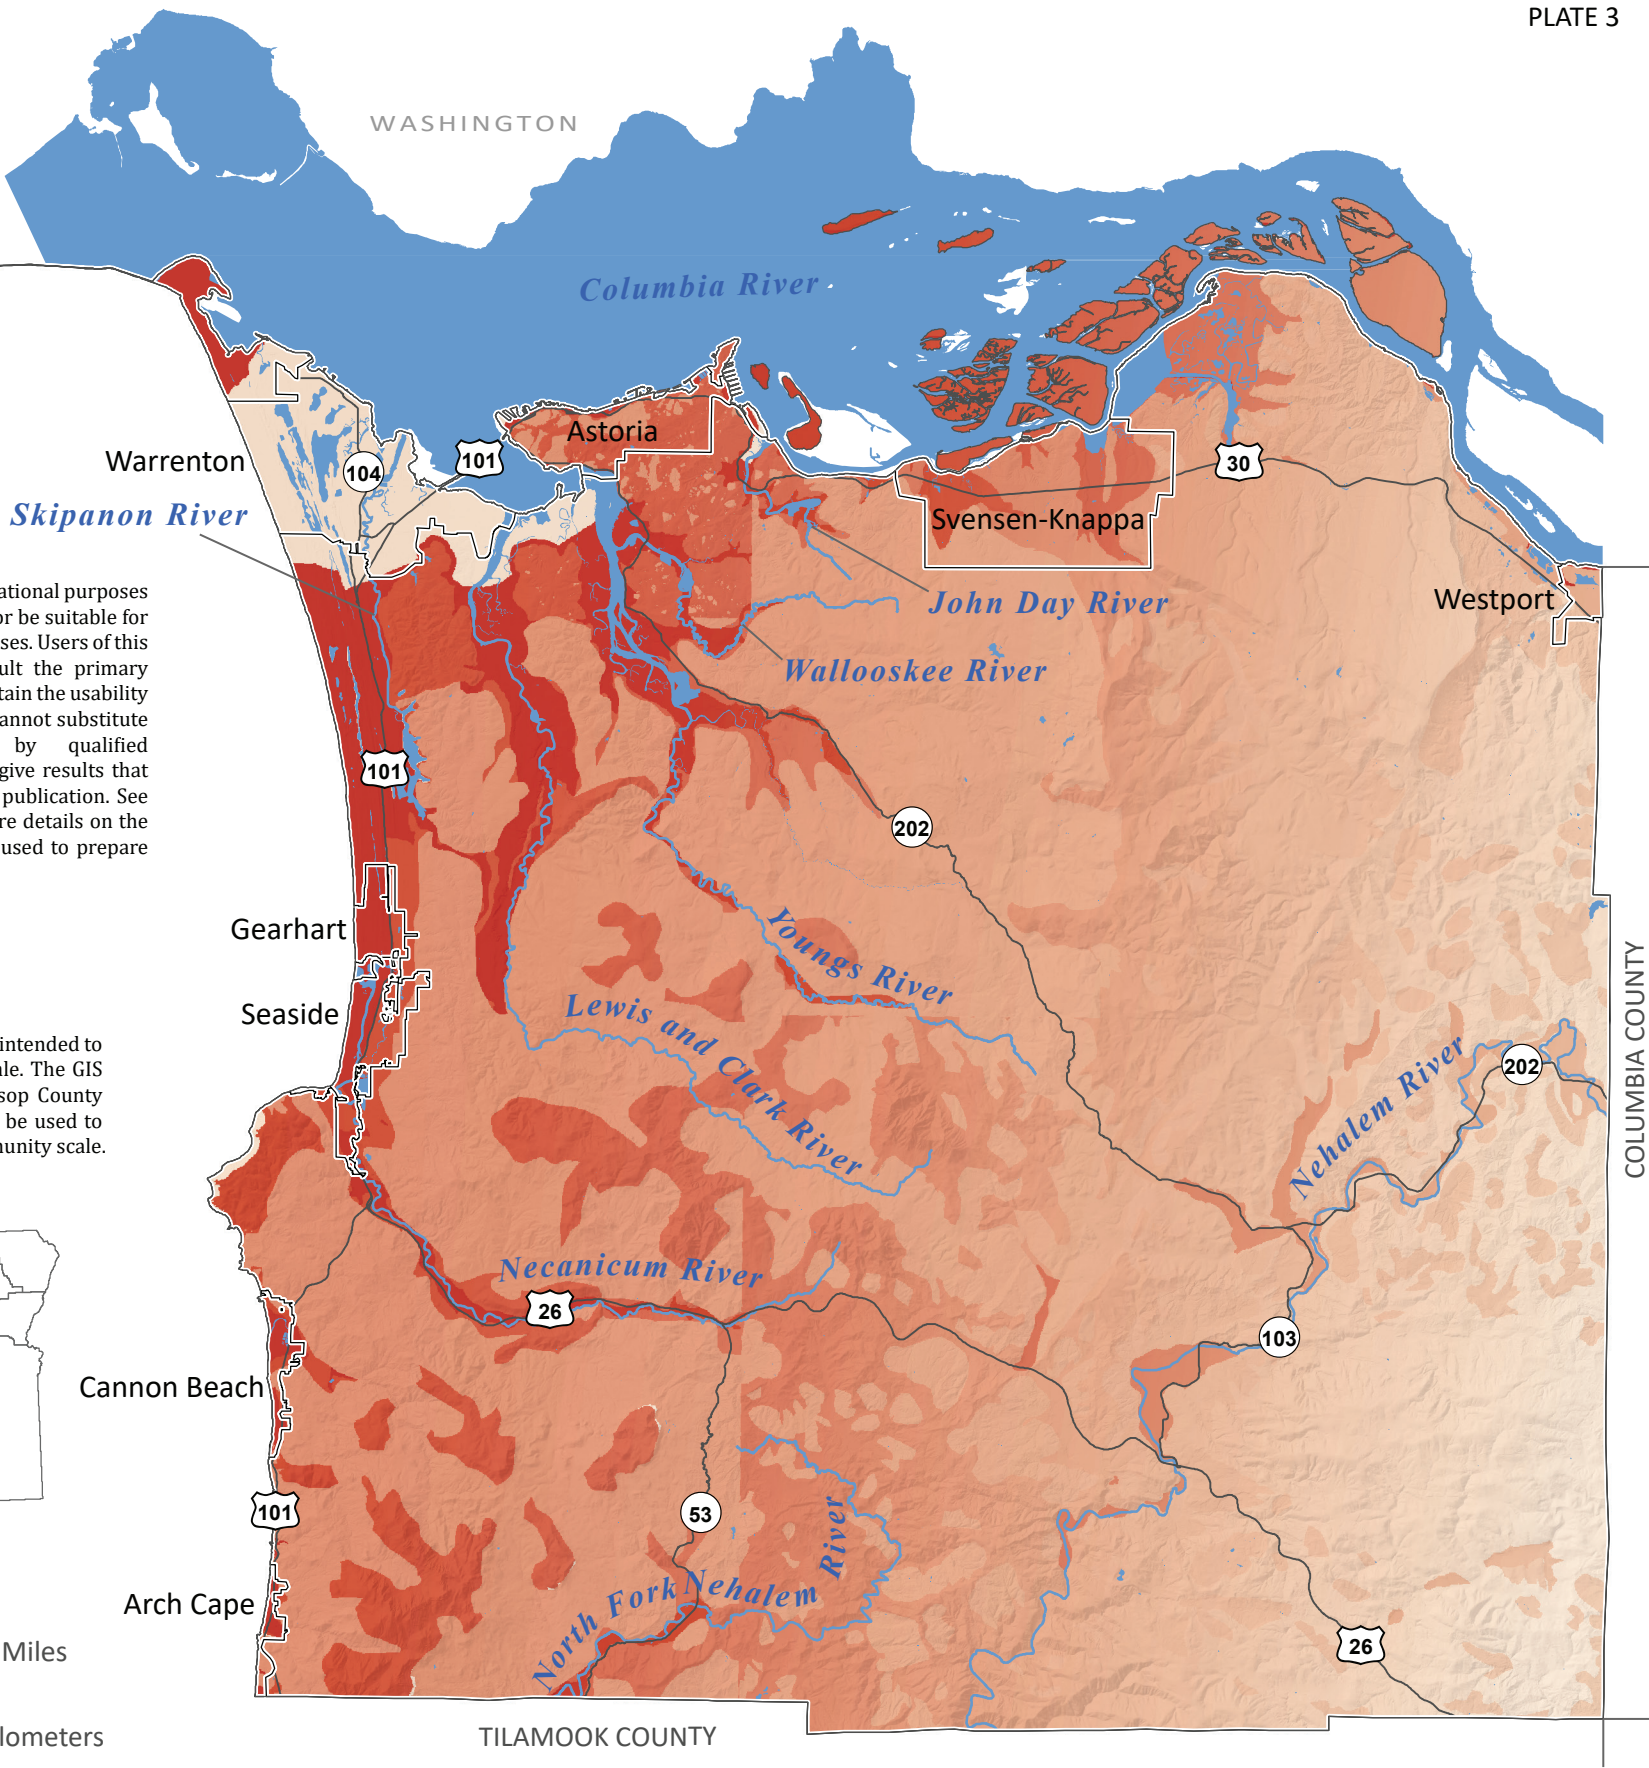 PLATE 3
WASHINGTON
Columbia River
Astoria
Warrenton
104
101
30
Skipanon River
Svensen-Knappa
ational purposes
or be suitable for
ses. Users of this
ult the primary
tain the usability
annot substitute
by qualified
give results that
publication. See
re details on the
used to prepare
John Day River
Westport
Wallooskee River
101
202
Gearhart
Youngs River
COLUMBIA COUNTY
Seaside
Lewis and Clark River
intended to
ale. The GIS
sop County
be used to
munity scale.
Nehalem River
202
Necanicum River
26
103
Cannon Beach
101
53
North Fork Nehalem River
Arch Cape
Miles
26
lometers
TILAMOOK COUNTY